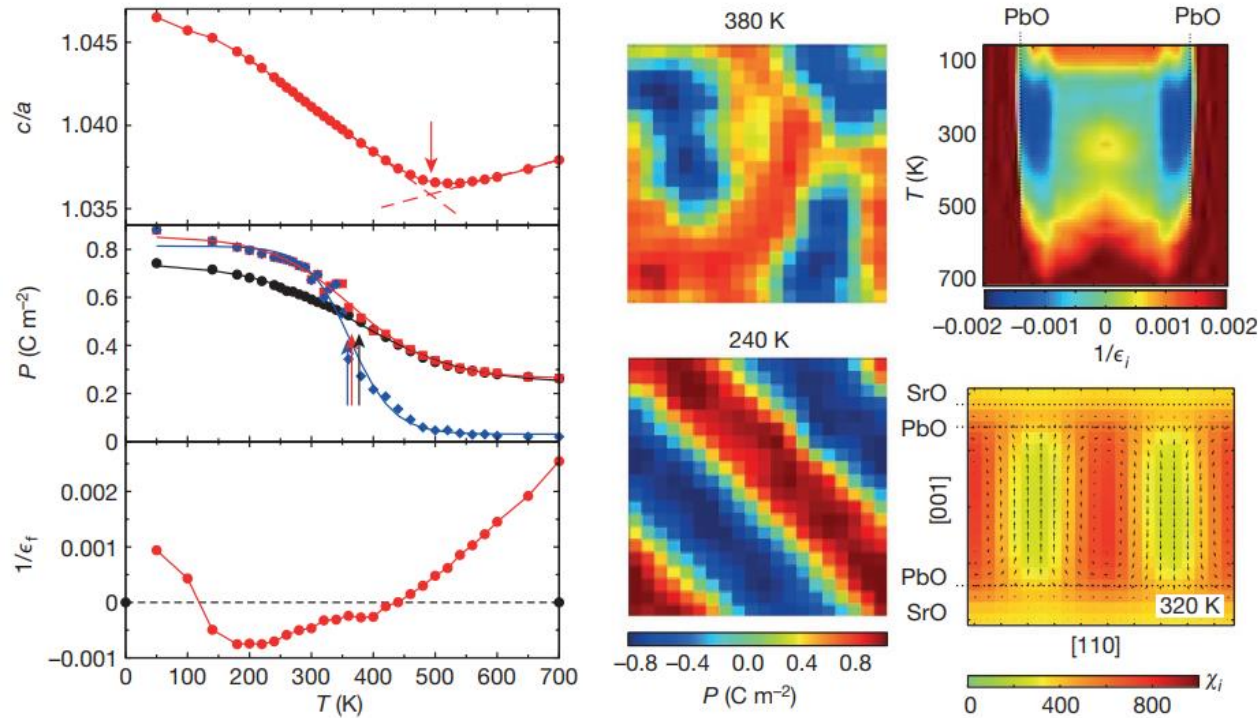 1.045
1.040
1.035
c/a
0.8
0.6
0.4
0.2
0
P (C m−2)
0.002
0.001
0
−0.001
1/ϵf
0 100 200 300 400 500 600 700
T (K)
380 K
240 K
−0.8 −0.4 0.0 0.4 0.8
P (C m−2)
PbO PbO
100
300
500
700
T (K)
−0.002 −0.001 0 0.001 0.002
1/ϵi
SrO
PbO
[001]
PbO
SrO
320 K
[110]
0 400 800 χi